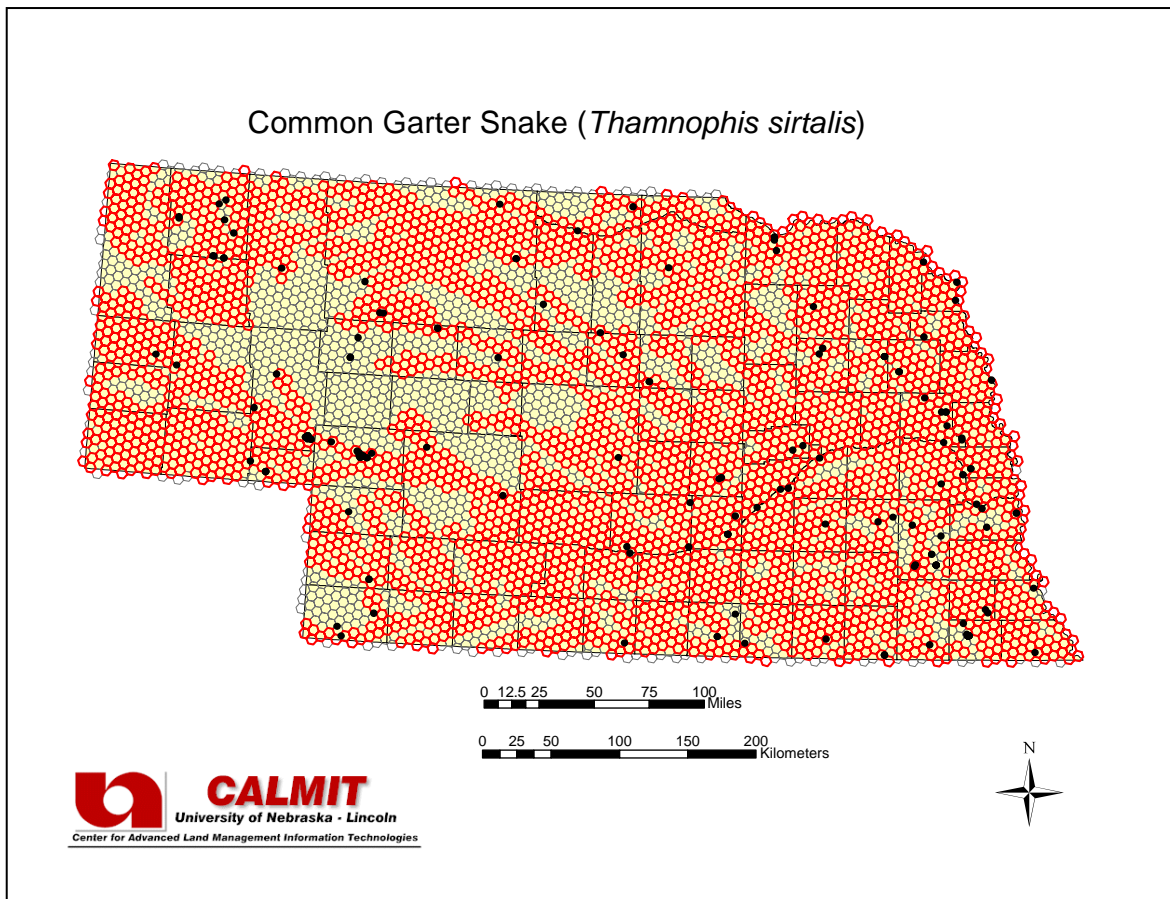 Common Garter Snake (Thamnophis sirtalis)
0 12.5 25 50 75 100
Miles
0 25 50 100 150 200
Kilometers
N
CALMIT
University of Nebraska - Lincoln
Center for Advanced Land Management Information Technologies